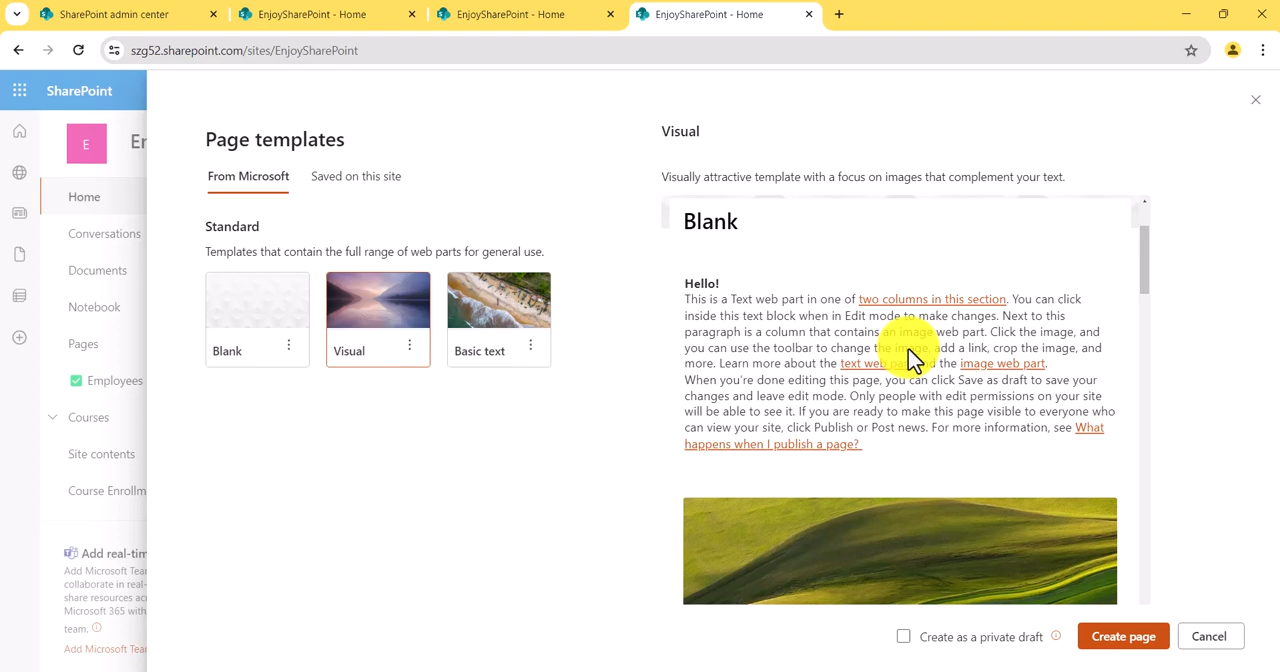 SharePoint admin center
EnjoySharePoint - Home
EnjoySharePoint - Home
EnjoySharePoint - Home
szg52.sharepoint.com/sites/EnjoySharePoint
SharePoint
E
Home
Conversations
Documents
Notebook
Pages
Employees
Courses
Site contents
Add real-tim
Add Microsoft Tea
collaborate in real-
Microsoft 365 with
team.
Add Microsoft Tea
Page templates
From Microsoft
Saved on this site
Standard
Templates that contain the full range of web parts for general use.
Blank
Visual
Basic text
Visual
Visually attractive template with a focus on images that complement your text.
Blank
Hello!
This is a Text web part in one of two columns in this section. You can click
inside this text block when in Edit mode to make changes. Next to this
paragraph is a column that contains an image web part. Click the image, and
you can use the toolbar to change the image, add a link, crop the image, and
more. Learn more about the text web and the image web part.
When you're done editing this page, you can click Save as draft to save your
changes and leave edit mode. Only people with edit permissions on your site
will be able to see it. If you are ready to make this page visible to everyone who
can view your site, click Publish or Post news. For more information, see What
happens when I publish a page?
Create as a private draft
Create page
Cancel